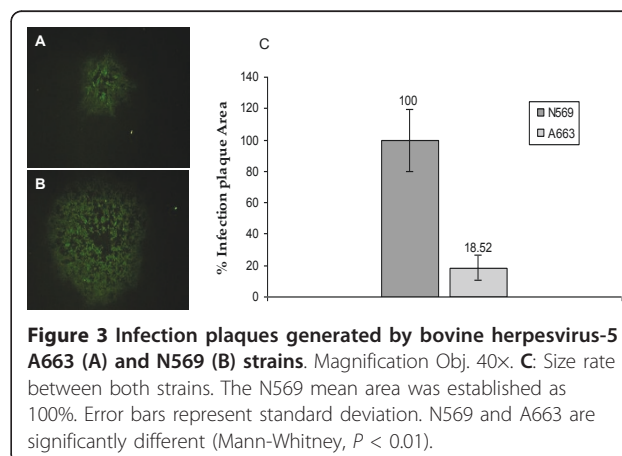 A
B
C
% Infection plaque Area
140
120
100
80
60
40
20
0
100
18.52
N569
A663
Figure 3 Infection plaques generated by bovine herpesvirus-5
A663 (A) and N569 (B) strains. Magnification Obj. 40×. C: Size rate
between both strains. The N569 mean area was established as
100%. Error bars represent standard deviation. N569 and A663 are
significantly different (Mann-Whitney, P < 0.01).